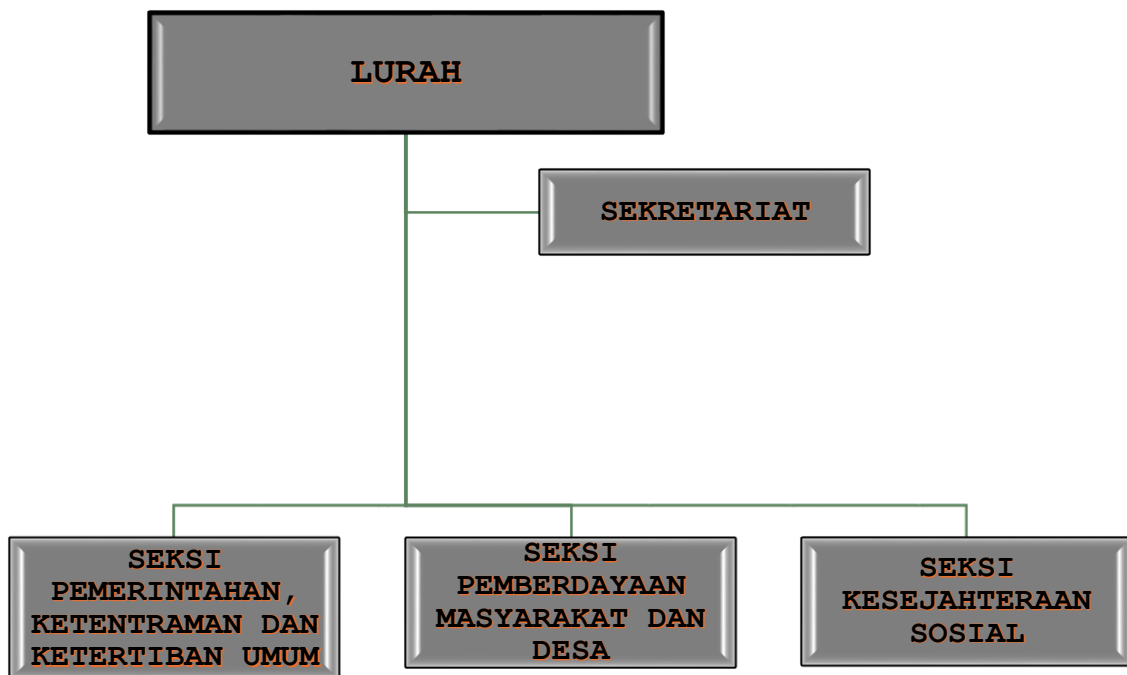 LURAH
SEKRETARIAT
SEKSI
PEMERINTAHAN,
KETENTRAMAN DAN
KETERTIBAN UMUM
SEKSI
PEMBERDAYAAN
MASYARAKAT DAN
DESA
SEKSI
KESEJAHTERAAN
SOSIAL